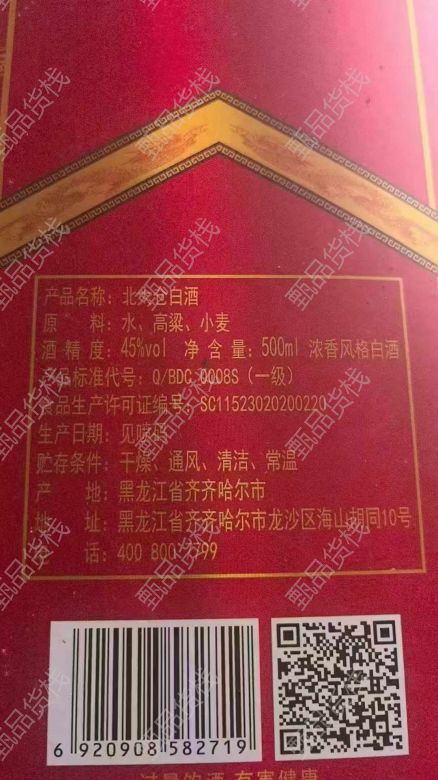 产品名称：北大仓白酒
原 料：水、高粱、小麦
酒 精 度：45%vol 净 含 量：500ml 浓香风格白酒
产品标准代号：Q/BDC 0008S（一级）
食品生产许可证编号：SC11523020200220
生产日期：见喷码
贮存条件：干燥、通风、清洁、常温
产 地：黑龙江省齐齐哈尔市
地 址：黑龙江省齐齐哈尔市龙沙区海山胡同10号
电 话：400 800 2799
6 920908 582719
过量饮酒 有害健康
甄品货栈